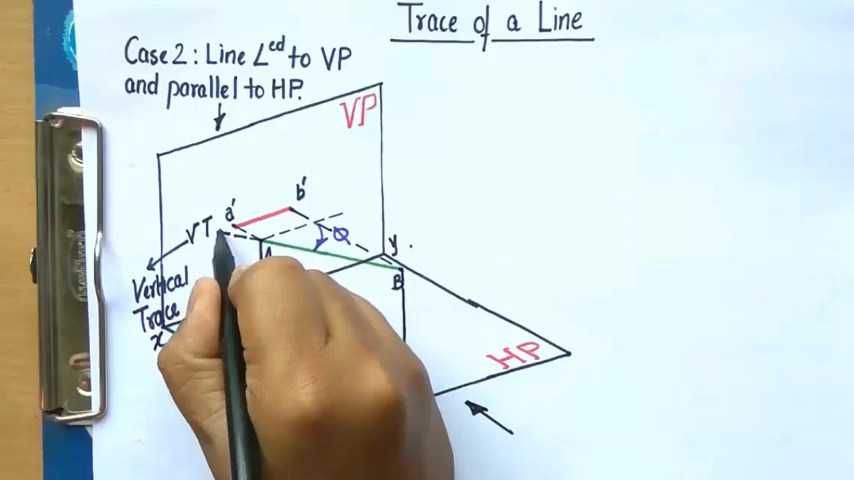 Trace of a Line
Case 2 : Line L^ed to VP
and parallel to HP.
VP
b'
a'
VT
Φ
y
A
B
Vertical
Trace
x
HP